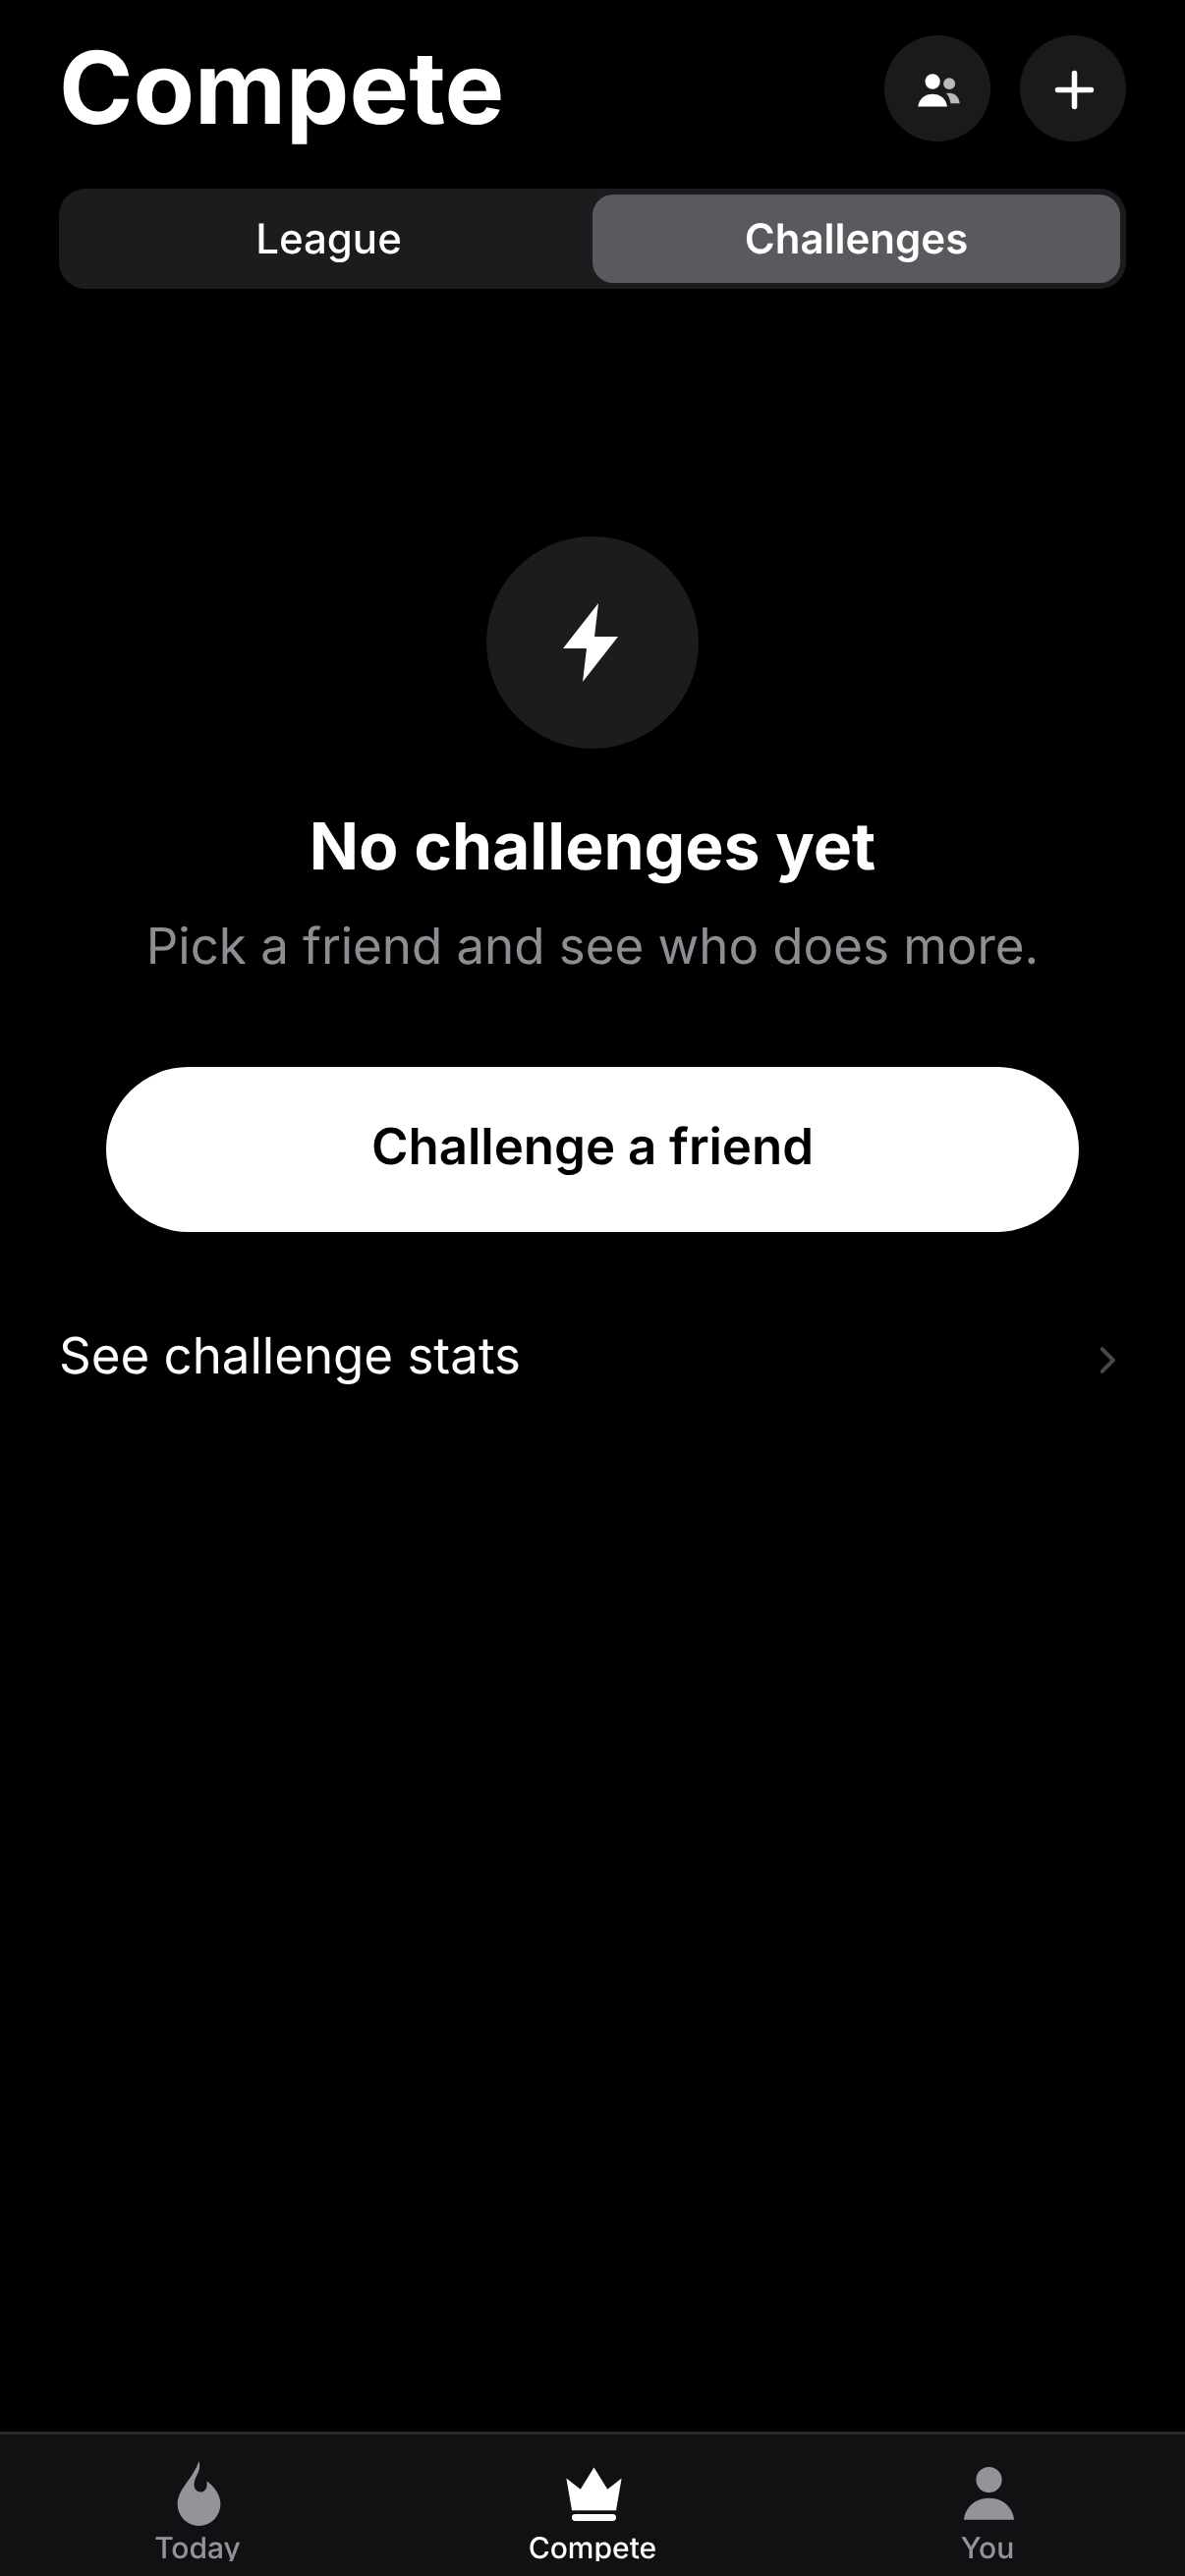 Compete
League
Challenges
No challenges yet
Pick a friend and see who does more.
Challenge a friend
See challenge stats
Today
Compete
You